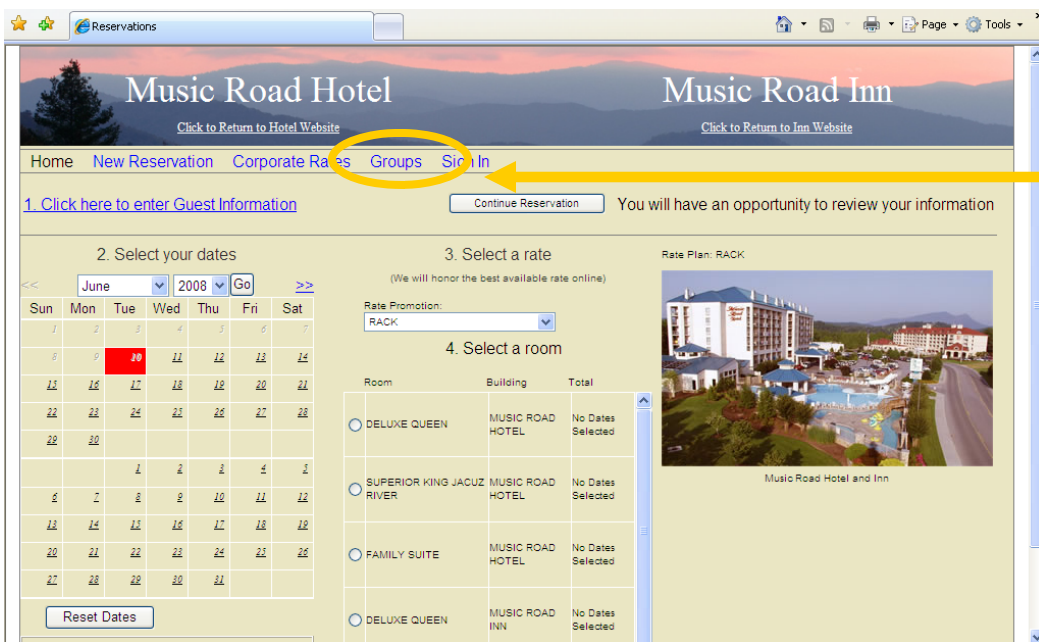 Reservations
Page
Tools
Music Road Hotel
Music Road Inn
Click to Return to Hotel Website
Click to Return to Inn Website
Home New Reservation Corporate Rates Groups Sign In
1. Click here to enter Guest Information
Continue Reservation
You will have an opportunity to review your information
2. Select your dates
<< June 2008 Go >>
Sun Mon Tue Wed Thu Fri Sat
1 2 3 4 5 6 7
8 9 10 11 12 13 14
15 16 17 18 19 20 21
22 23 24 25 26 27 28
29 30
1 2 3 4 5
6 7 8 9 10 11 12
13 14 15 16 17 18 19
20 21 22 23 24 25 26
27 28 29 30 31
Reset Dates
3. Select a rate
(We will honor the best available rate online)
Rate Promotion:
RACK
4. Select a room
Room Building Total
DELUXE QUEEN MUSIC ROAD No Dates
HOTEL Selected
SUPERIOR KING JACUZ MUSIC ROAD No Dates
RIVER HOTEL Selected
FAMILY SUITE MUSIC ROAD No Dates
HOTEL Selected
DELUXE QUEEN MUSIC ROAD No Dates
INN Selected
Rate Plan: RACK
Music Road Hotel and Inn